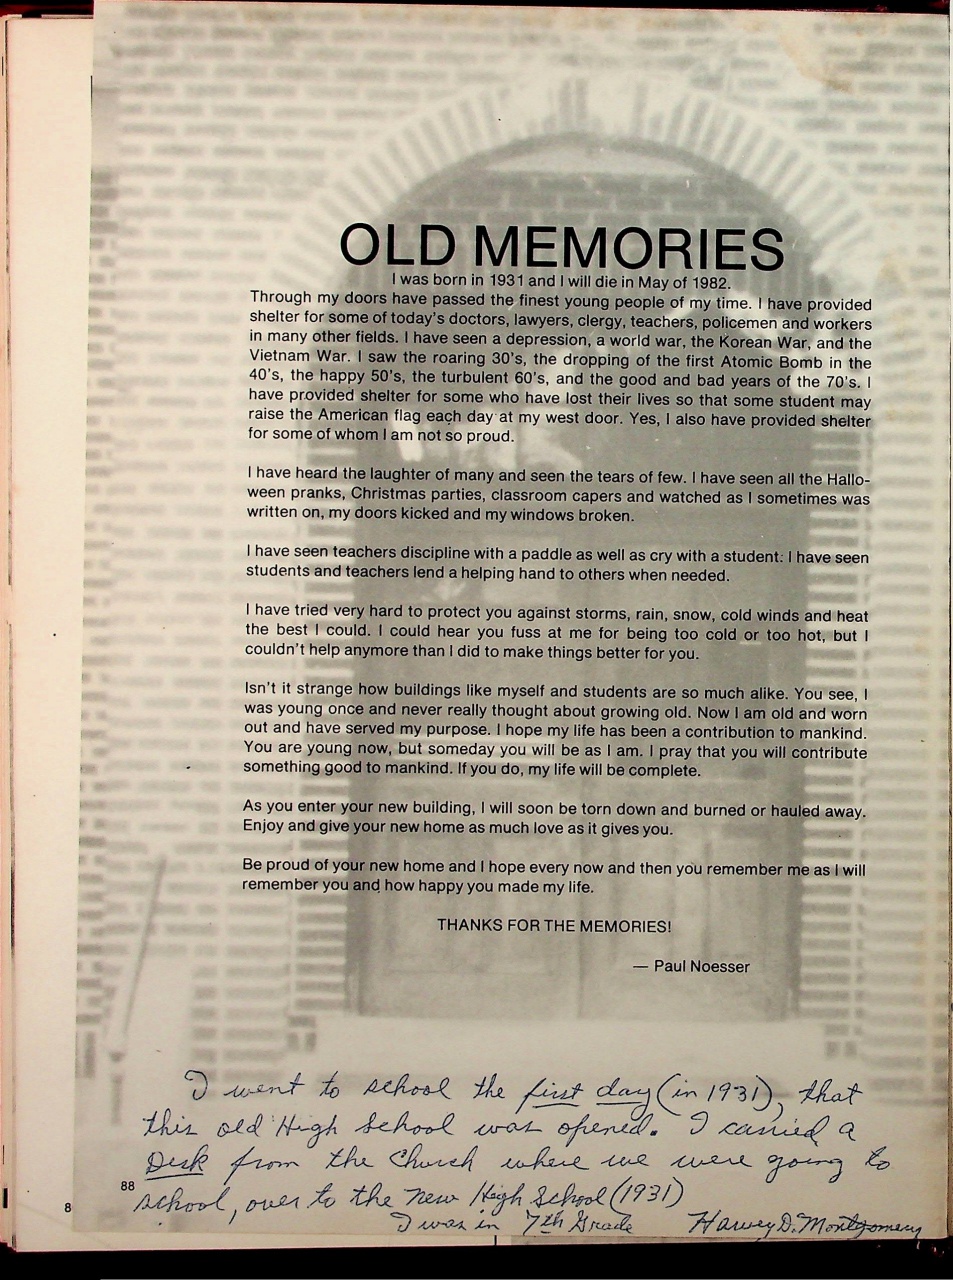 OLD MEMORIES
I was born in 1931 and I will die in May of 1982.
Through my doors have passed the finest young people of my time. I have provided
shelter for some of today's doctors, lawyers, clergy, teachers, policemen and workers
in many other fields. I have seen a depression, a world war, the Korean War, and the
Vietnam War. I saw the roaring 30's, the dropping of the first Atomic Bomb in the
40's, the happy 50's, the turbulent 60's, and the good and bad years of the 70's. I
have provided shelter for some who have lost their lives so that some student may
raise the American flag each day at my west door. Yes, I also have provided shelter
for some of whom I am not so proud.
I have heard the laughter of many and seen the tears of few. I have seen all the Hallo-
ween pranks, Christmas parties, classroom capers and watched as I sometimes was
written on, my doors kicked and my windows broken.
I have seen teachers discipline with a paddle as well as cry with a student: I have seen
students and teachers lend a helping hand to others when needed.
I have tried very hard to protect you against storms, rain, snow, cold winds and heat
the best I could. I could hear you fuss at me for being too cold or too hot, but I
couldn't help anymore than I did to make things better for you.
Isn't it strange how buildings like myself and students are so much alike. You see, I
was young once and never really thought about growing old. Now I am old and worn
out and have served my purpose. I hope my life has been a contribution to mankind.
You are young now, but someday you will be as I am. I pray that you will contribute
something good to mankind. If you do, my life will be complete.
As you enter your new building, I will soon be torn down and burned or hauled away.
Enjoy and give your new home as much love as it gives you.
Be proud of your new home and I hope every now and then you remember me as I will
remember you and how happy you made my life.
THANKS FOR THE MEMORIES!
— Paul Noesser
I went to school the first day (in 1931), that
this old High School was opened. I carried a
Desk from the Church where we were going to
88
school, over to the new High School (1931)
8
I was in 7th Grade Harvey D. Montgomery